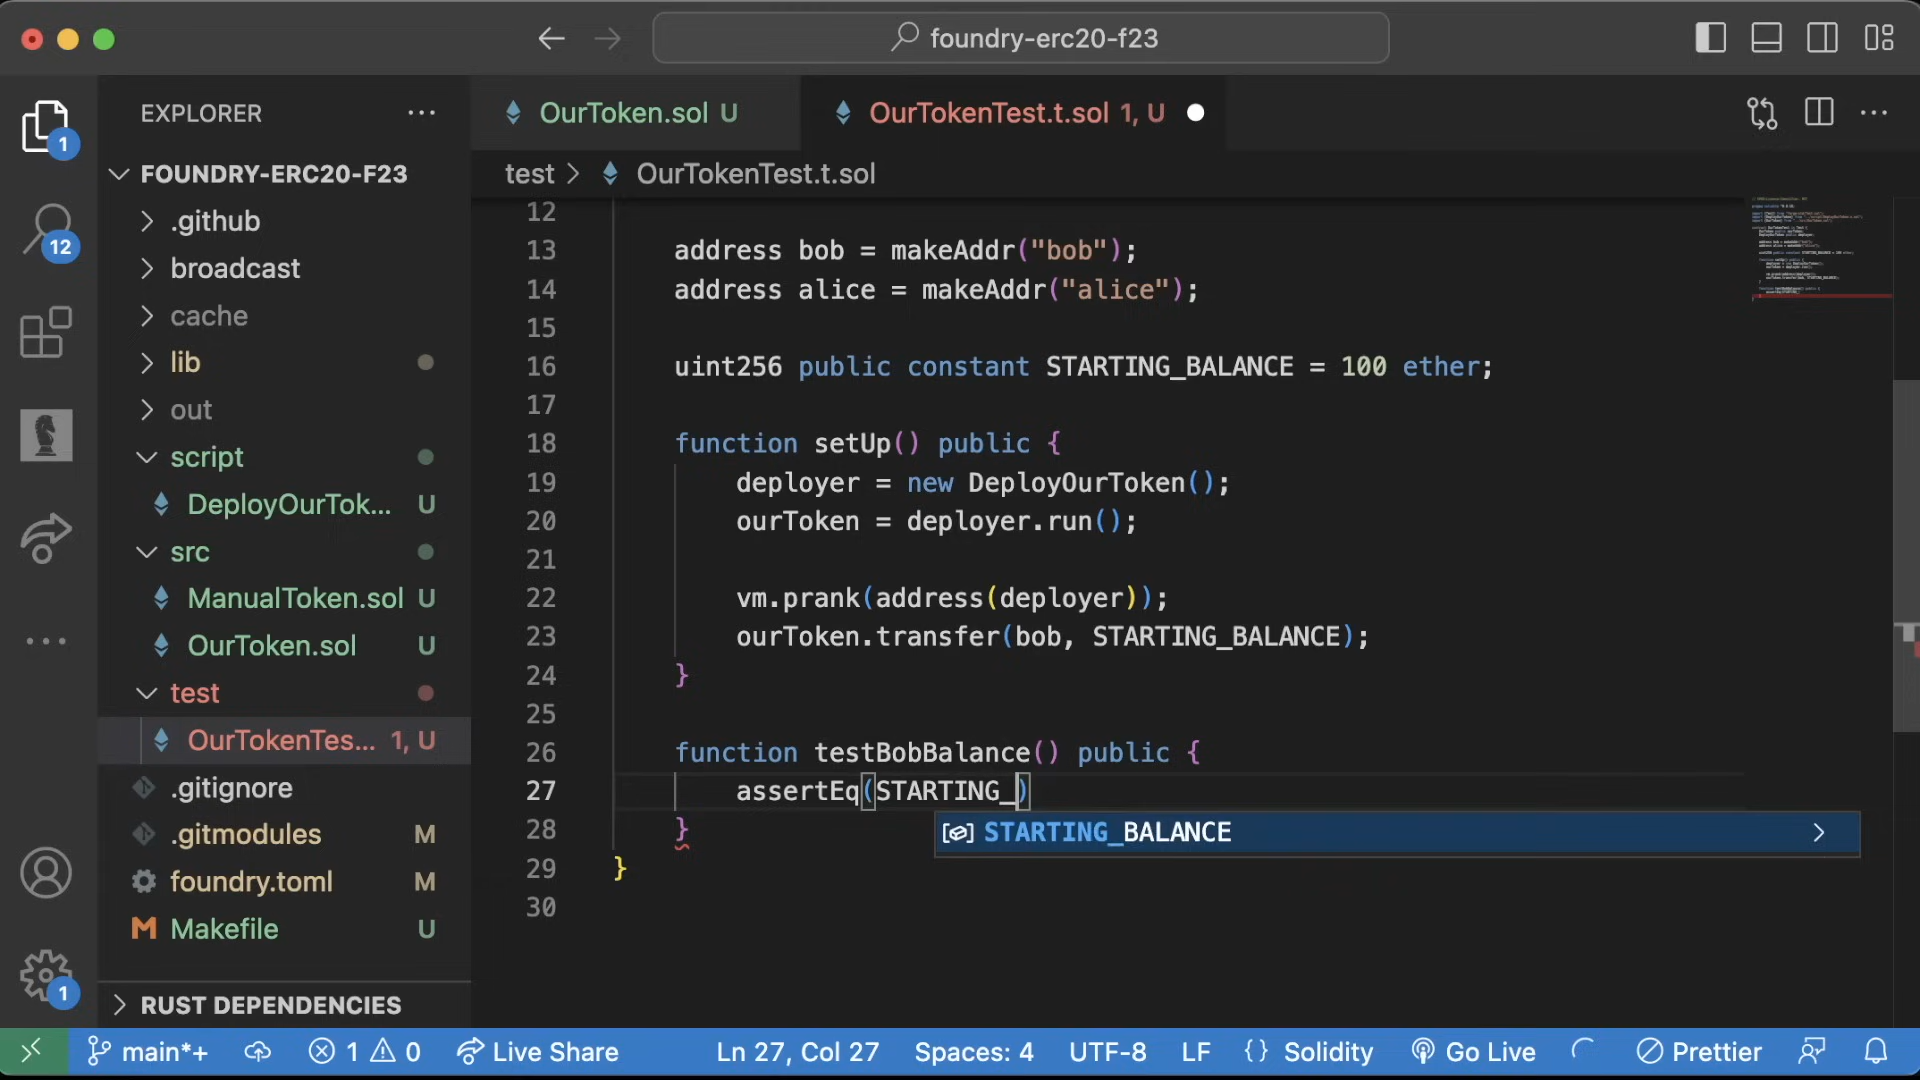 foundry-erc20-f23
EXPLORER
OurToken.sol U
OurTokenTest.t.sol 1, U
test > OurTokenTest.t.sol
1
12
1
FOUNDRY-ERC20-F23
.github
broadcast
cache
lib
out
script
DeployOurTok... U
src
ManualToken.sol U
OurToken.sol U
test
OurTokenTes... 1, U
.gitignore
.gitmodules M
foundry.toml M
Makefile U
RUST DEPENDENCIES
12
13 address bob = makeAddr("bob");
14 address alice = makeAddr("alice");
15
16 uint256 public constant STARTING_BALANCE = 100 ether;
17
18 function setUp() public {
19 deployer = new DeployOurToken();
20 ourToken = deployer.run();
21
22 vm.prank(address(deployer));
23 ourToken.transfer(bob, STARTING_BALANCE);
24 }
25
26 function testBobBalance() public {
27 assertEq(STARTING_)
STARTING_BALANCE
28 }
29 }
30
main*+ 1 0 Live Share Ln 27, Col 27 Spaces: 4 UTF-8 LF {} Solidity Go Live Prettier